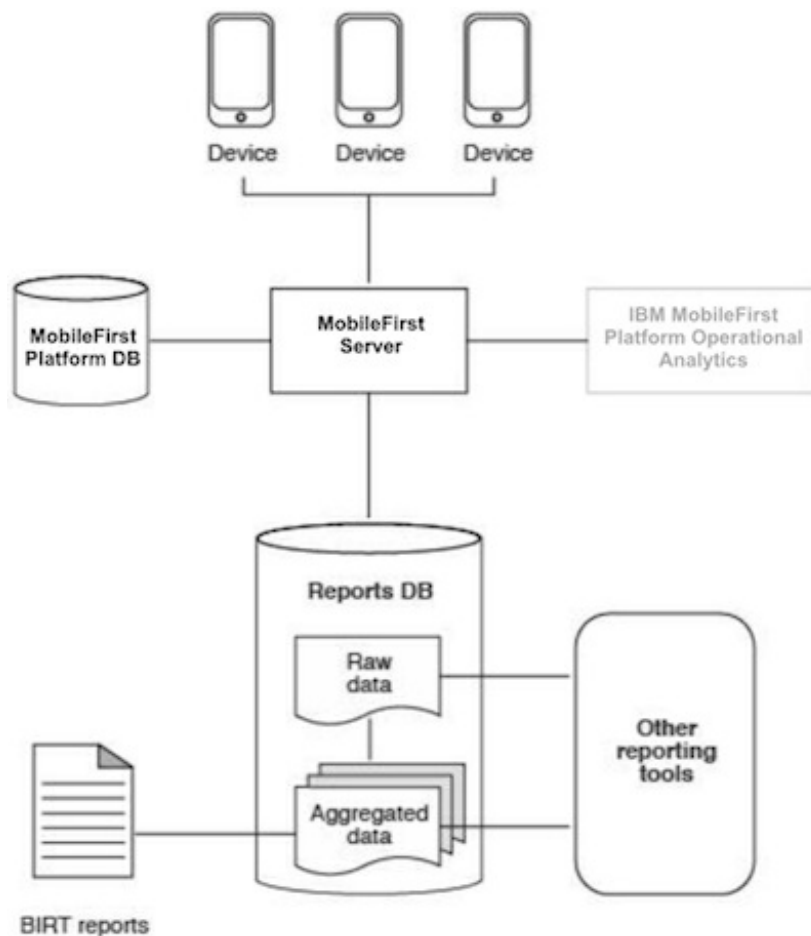 Device
Device
Device
MobileFirst
Platform DB
MobileFirst
Server
IBM MobileFirst
Platform Operational
Analytics
Reports DB
Raw
data
Aggregated
data
Other
reporting
tools
BIRT reports